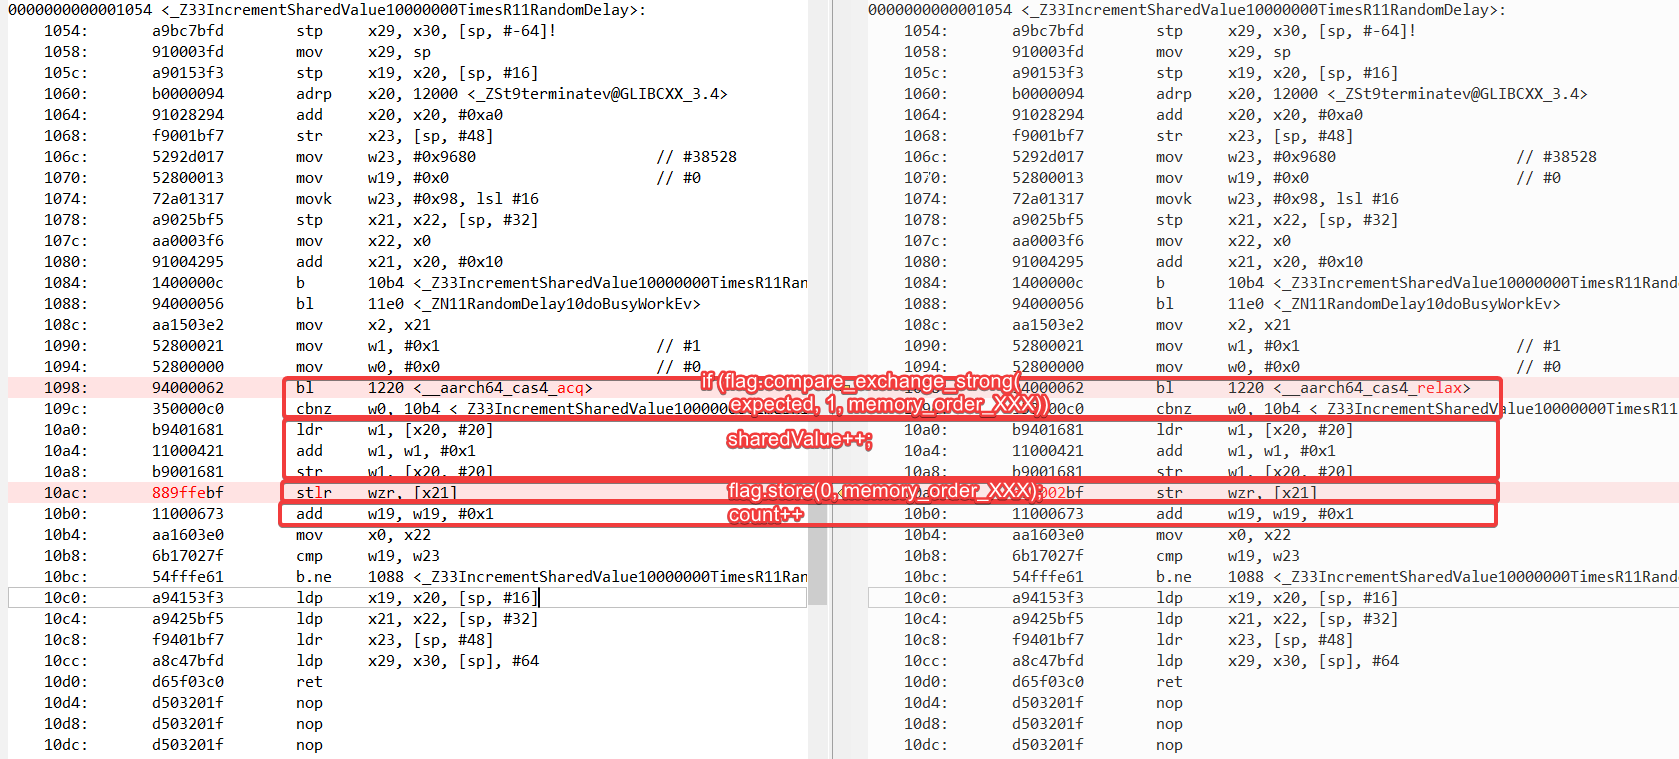 0000000000001054 <_Z33IncrementSharedValue10000000TimesR11RandomDelay>:
1054: a9bc7bfd stp x29, x30, [sp, #-64]!
1058: 910003fd mov x29, sp
105c: a90153f3 stp x19, x20, [sp, #16]
1060: b0000094 adrp x20, 12000 <_ZSt9terminatev@GLIBCXX_3.4>
1064: 91028294 add x20, x20, #0xa0
1068: f9001bf7 str x23, [sp, #48]
106c: 5292d017 mov w23, #0x9680 // #38528
1070: 52800013 mov w19, #0x0 // #0
1074: 72a01317 movk w23, #0x98, lsl #16
1078: a9025bf5 stp x21, x22, [sp, #32]
107c: aa0003f6 mov x22, x0
1080: 91004295 add x21, x20, #0x10
1084: 1400000c b 10b4 <_Z33IncrementSharedValue10000000TimesR11Ran
1088: 94000056 bl 11e0 <_ZN11RandomDelay10doBusyWorkEv>
108c: aa1503e2 mov x2, x21
1090: 52800021 mov w1, #0x1 // #1
1094: 52800000 mov w0, #0x0 // #0
1098: 94000062 bl 1220 <__aarch64_cas4_acq>
109c: 350000c0 cbnz w0, 10b4 <_Z33IncrementSharedValue10000000
10a0: b9401681 ldr w1, [x20, #20]
10a4: 11000421 add w1, w1, #0x1
10a8: b9001681 str w1, [x20, #20]
10ac: 889ffebf stlr wzr, [x21]
10b0: 11000673 add w19, w19, #0x1
10b4: aa1603e0 mov x0, x22
10b8: 6b17027f cmp w19, w23
10bc: 54fffe61 b.ne 1088 <_Z33IncrementSharedValue10000000TimesR11Ran
10c0: a94153f3 ldp x19, x20, [sp, #16]
10c4: a9425bf5 ldp x21, x22, [sp, #32]
10c8: f9401bf7 ldr x23, [sp, #48]
10cc: a8c47bfd ldp x29, x30, [sp], #64
10d0: d65f03c0 ret
10d4: d503201f nop
10d8: d503201f nop
10dc: d503201f nop
if (flag.compare_exchange_strong(
expected, 1, memory_order_XXX))
sharedValue++;
flag.store(0, memory_order_XXX);
count++
0000000000001054 <_Z33IncrementSharedValue10000000TimesR11RandomDelay>:
1054: a9bc7bfd stp x29, x30, [sp, #-64]!
1058: 910003fd mov x29, sp
105c: a90153f3 stp x19, x20, [sp, #16]
1060: b0000094 adrp x20, 12000 <_ZSt9terminatev@GLIBCXX_3.4>
1064: 91028294 add x20, x20, #0xa0
1068: f9001bf7 str x23, [sp, #48]
106c: 5292d017 mov w23, #0x9680 // #38528
1070: 52800013 mov w19, #0x0 // #0
1074: 72a01317 movk w23, #0x98, lsl #16
1078: a9025bf5 stp x21, x22, [sp, #32]
107c: aa0003f6 mov x22, x0
1080: 91004295 add x21, x20, #0x10
1084: 1400000c b 10b4 <_Z33IncrementSharedValue10000000TimesR11Rand
1088: 94000056 bl 11e0 <_ZN11RandomDelay10doBusyWorkEv>
108c: aa1503e2 mov x2, x21
1090: 52800021 mov w1, #0x1 // #1
1094: 52800000 mov w0, #0x0 // #0
94000062 bl 1220 <__aarch64_cas4_relax>
cbnz w0, 10b4 <_Z33IncrementSharedValue10000000TimesR11
10a0: b9401681 ldr w1, [x20, #20]
10a4: 11000421 add w1, w1, #0x1
10a8: b9001681 str w1, [x20, #20]
str wzr, [x21]
10b0: 11000673 add w19, w19, #0x1
10b4: aa1603e0 mov x0, x22
10b8: 6b17027f cmp w19, w23
10bc: 54fffe61 b.ne 1088 <_Z33IncrementSharedValue10000000TimesR11Rand
10c0: a94153f3 ldp x19, x20, [sp, #16]
10c4: a9425bf5 ldp x21, x22, [sp, #32]
10c8: f9401bf7 ldr x23, [sp, #48]
10cc: a8c47bfd ldp x29, x30, [sp], #64
10d0: d65f03c0 ret
10d4: d503201f nop
10d8: d503201f nop
10dc: d503201f nop